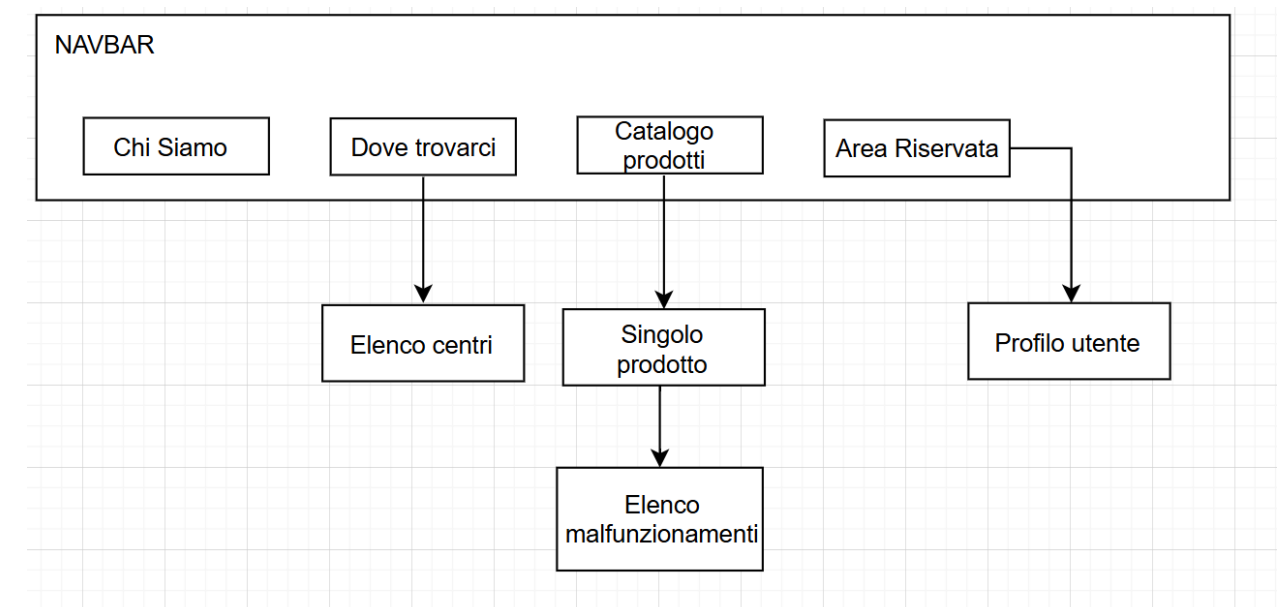 NAVBAR
Chi Siamo
Dove trovarci
Catalogo
prodotti
Area Riservata
Elenco centri
Singolo
prodotto
Profilo utente
Elenco
malfunzionamenti